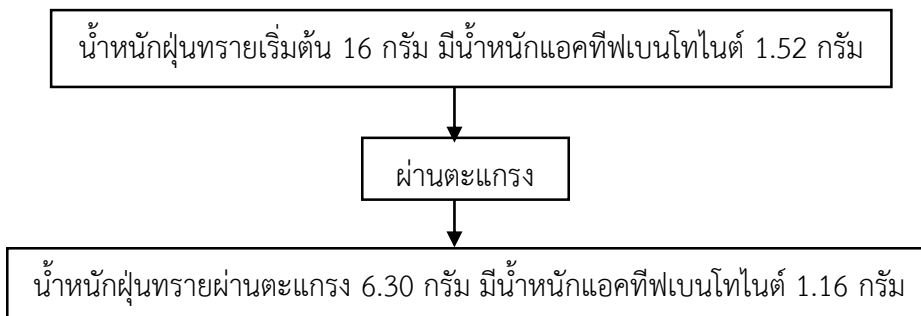 น้ำหนักฝุ่นทรายเริ่มต้น 16 กรัม มีน้ำหนักแอคทีฟเบนโทไนต์ 1.52 กรัม
ผ่านตะแกรง
น้ำหนักฝุ่นทรายผ่านตะแกรง 6.30 กรัม มีน้ำหนักแอคทีฟเบนโทไนต์ 1.16 กรัม